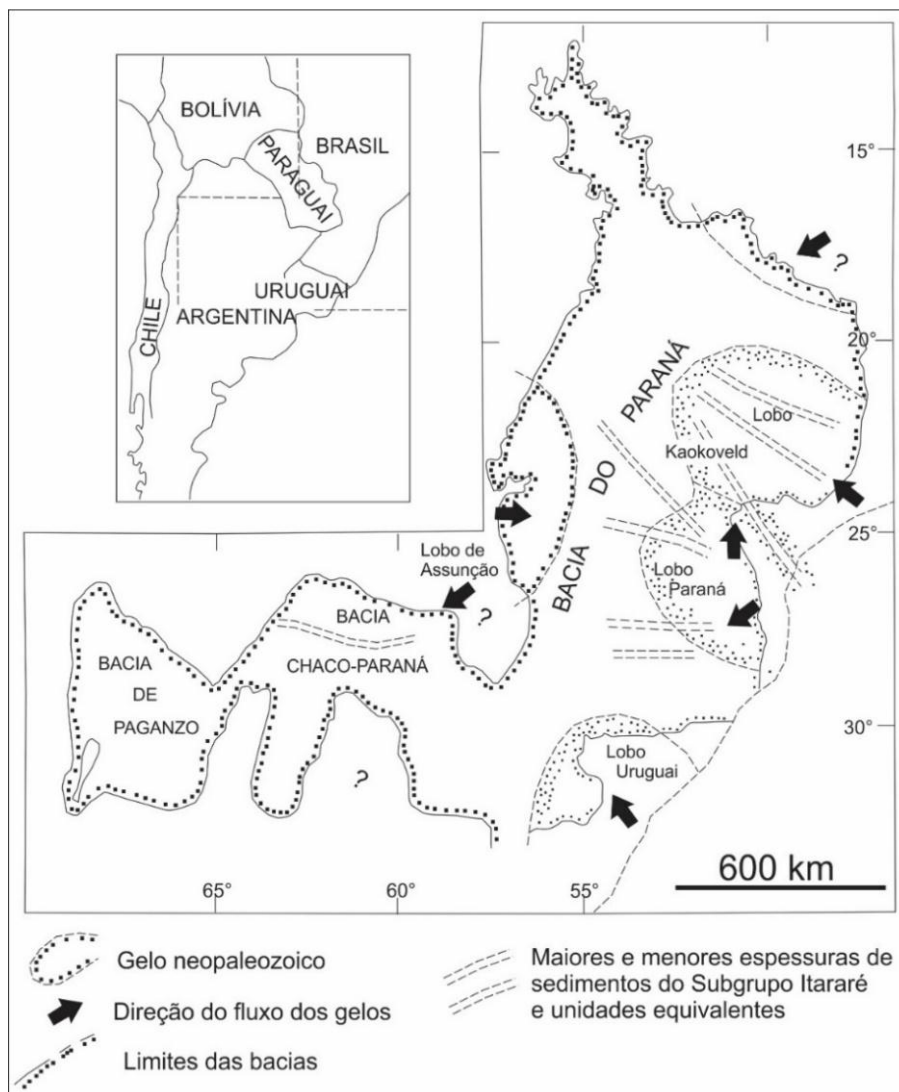 BOLÍVIA
BRASIL
PARAGUAI
CHILE
URUGUAI
ARGENTINA
15°
?
20°
PARANÁ
Lobo
Kaokoveld
DO
25°
Lobo de
Assunção
?
Lobo
Paraná
BACIA
BACIA
CHACO-PARANÁ
BACIA
DE
PAGANZO
?
30°
Lobo
Uruguai
65°
60°
55°
600 km
Gelo neopaleozoico
Direção do fluxo dos gelos
Limites das bacias
Maiores e menores espessuras de
sedimentos do Subgrupo Itararé
e unidades equivalentes